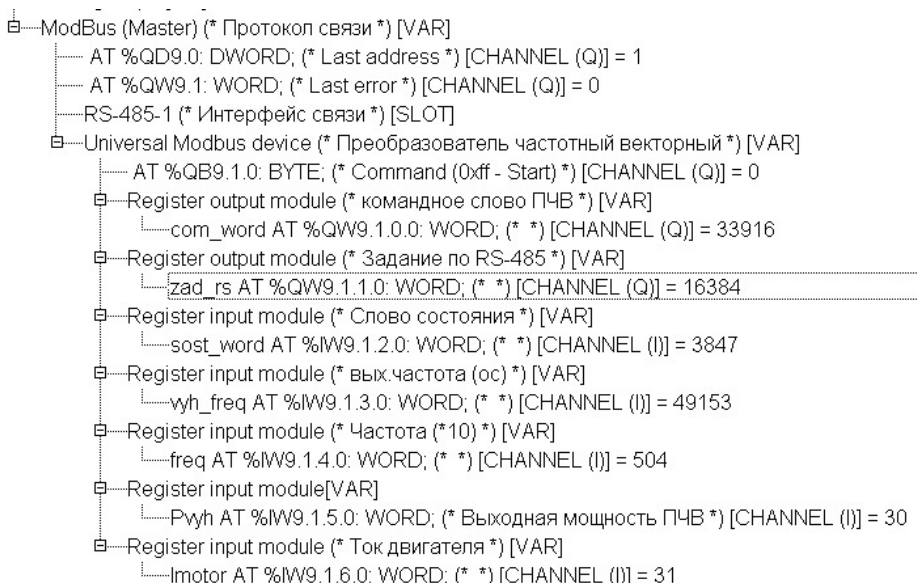 ModBus (Master) (* Протокол связи *) [VAR]
AT %QD9.0: DWORD; (* Last address *) [CHANNEL (Q)] = 1
AT %QW9.1: WORD; (* Last error *) [CHANNEL (Q)] = 0
RS-485-1 (* Интерфейс связи *) [SLOT]
Universal Modbus device (* Преобразователь частотный векторный *) [VAR]
AT %QB9.1.0: BYTE; (* Command (0xff - Start) *) [CHANNEL (Q)] = 0
Register output module (* командное слово ПЧВ *) [VAR]
com_word AT %QW9.1.0.0: WORD; (* *) [CHANNEL (Q)] = 33916
Register output module (* Задание по RS-485 *) [VAR]
zad_rs AT %QW9.1.1.0: WORD; (* *) [CHANNEL (Q)] = 16384
Register input module (* Слово состояния *) [VAR]
sost_word AT %IW9.1.2.0: WORD; (* *) [CHANNEL (I)] = 3847
Register input module (* вых.частота (ос) *) [VAR]
vyh_freq AT %IW9.1.3.0: WORD; (* *) [CHANNEL (I)] = 49153
Register input module (* Частота (*10) *) [VAR]
freq AT %IW9.1.4.0: WORD; (* *) [CHANNEL (I)] = 504
Register input module[VAR]
Pvyh AT %IW9.1.5.0: WORD; (* Выходная мощность ПЧВ *) [CHANNEL (I)] = 30
Register input module (* Ток двигателя *) [VAR]
Imotor AT %IW9.1.6.0: WORD; (* *) [CHANNEL (I)] = 31